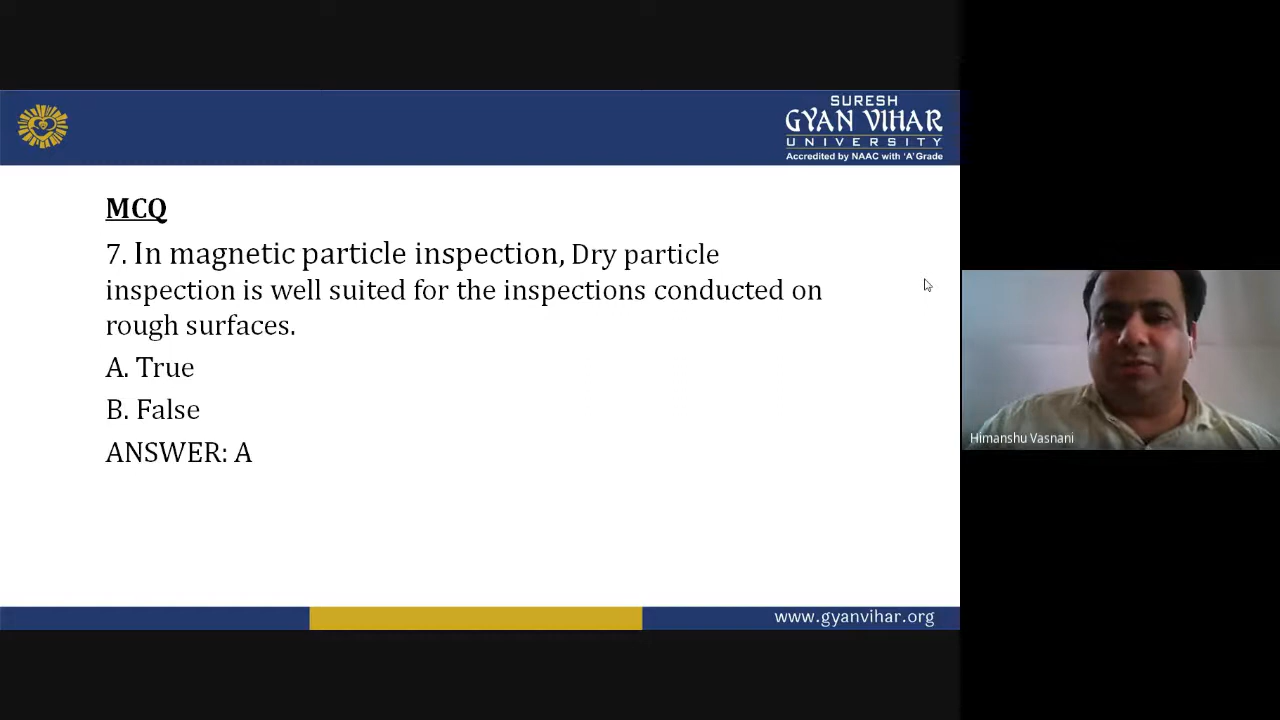 SURESH
GYAN VIHAR
UNIVERSITY
Accredited by NAAC with 'A' Grade
MCQ
7. In magnetic particle inspection, Dry particle
inspection is well suited for the inspections conducted on
rough surfaces.
A. True
B. False
ANSWER: A
Himanshu Vasnani
www.gyanvihar.org